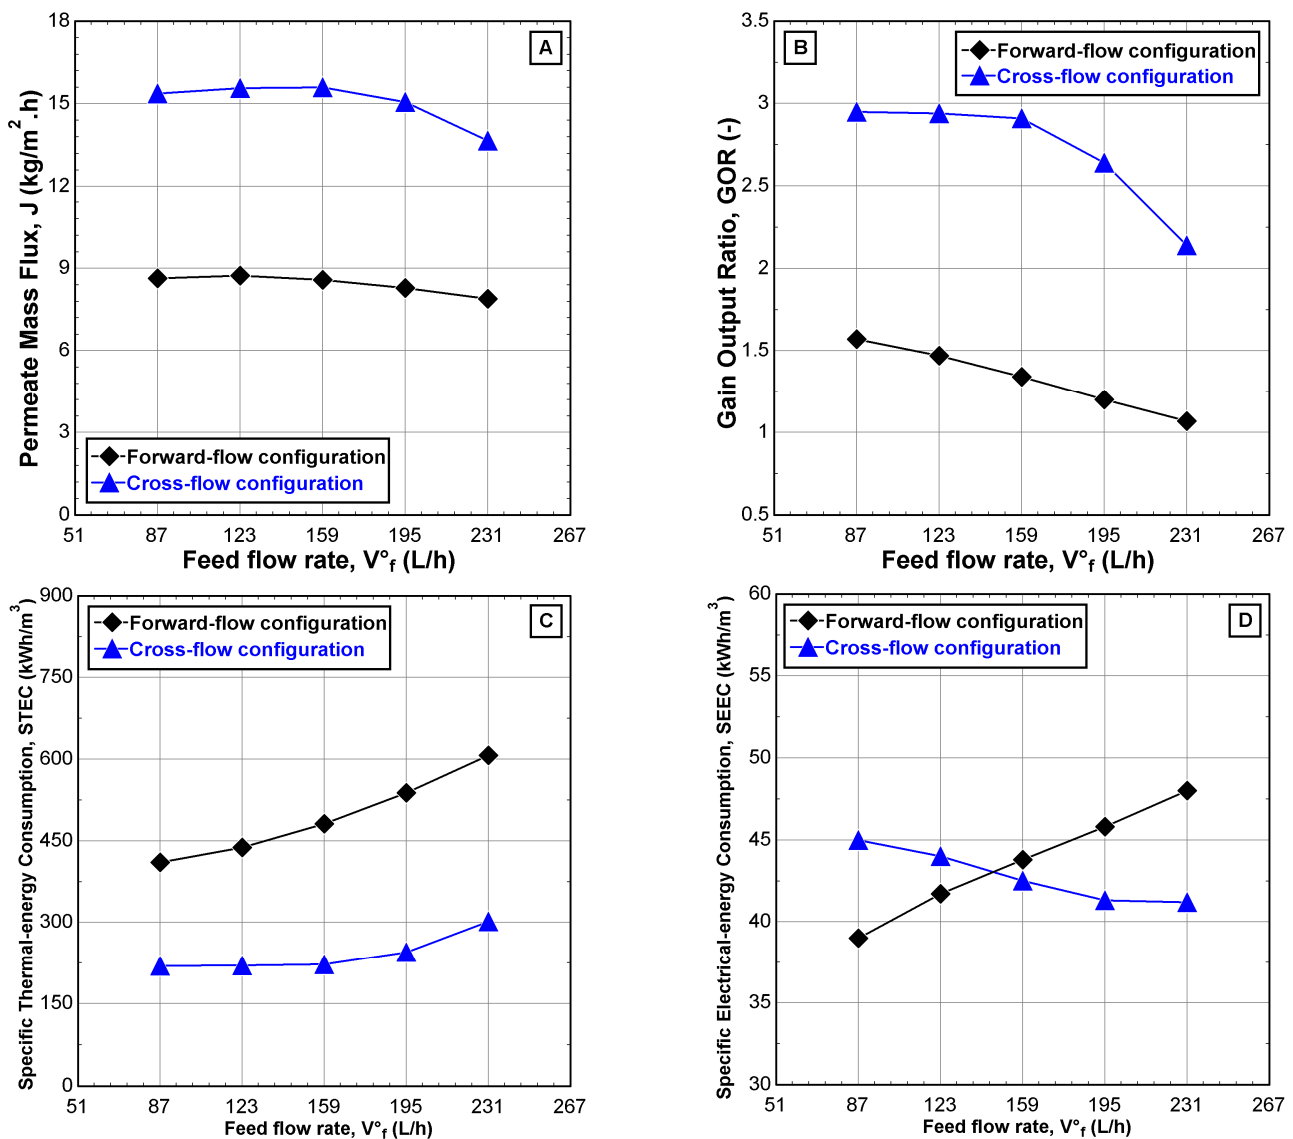 18
15
12
9
6
3
0
Permeate Mass Flux, J (kg/m².h)
A
Forward-flow configuration
Cross-flow configuration
51 87 123 159 195 231 267
Feed flow rate, V°f (L/h)
3.5
3
2.5
2
1.5
1
0.5
Gain Output Ratio, GOR (-)
B
Forward-flow configuration
Cross-flow configuration
51 87 123 159 195 231 267
Feed flow rate, V°f (L/h)
900
750
600
450
300
150
0
Specific Thermal-energy Consumption, STEC (kWh/m³)
Forward-flow configuration
Cross-flow configuration
C
51 87 123 159 195 231 267
Feed flow rate, V°f (L/h)
60
55
50
45
40
35
30
Specific Electrical-energy Consumption, SEEC (kWh/m³)
Forward-flow configuration
Cross-flow configuration
D
51 87 123 159 195 231 267
Feed flow rate, V°f (L/h)